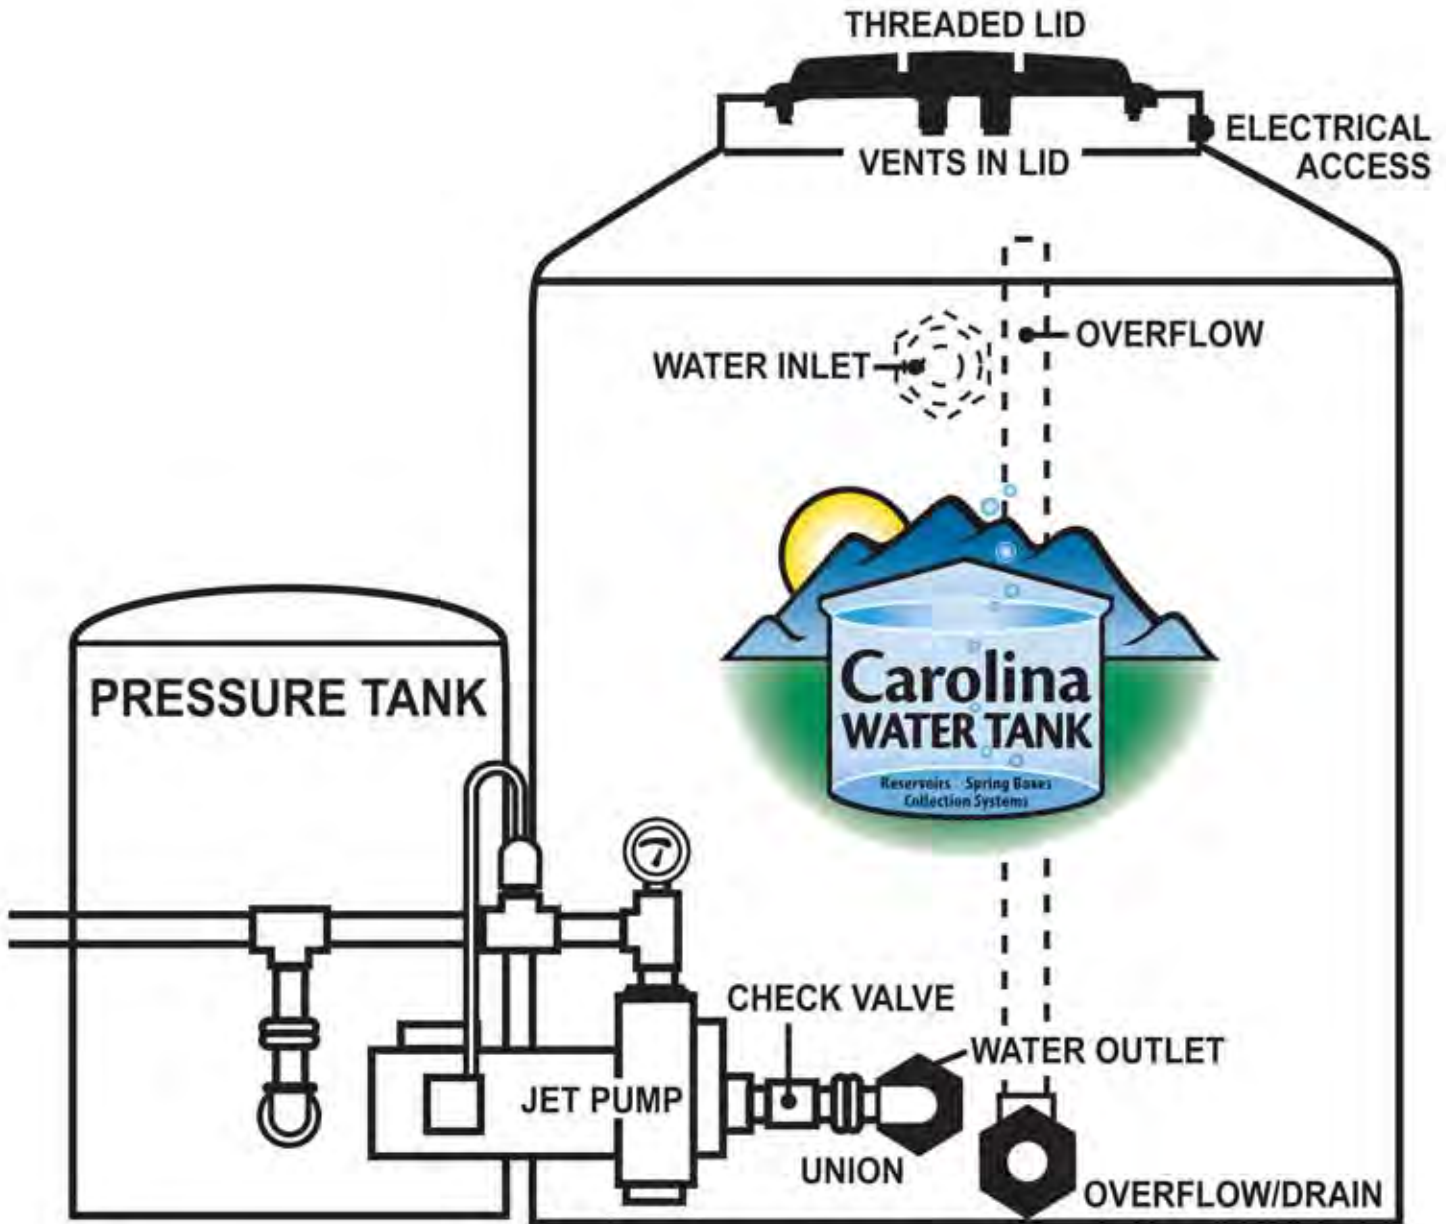 THREADED LID
ELECTRICAL
ACCESS
VENTS IN LID
OVERFLOW
WATER INLET
Carolina
WATER TANK
Reservoirs Spring Boxes
Collection Systems
PRESSURE TANK
CHECK VALVE
WATER OUTLET
JET PUMP
UNION
OVERFLOW/DRAIN